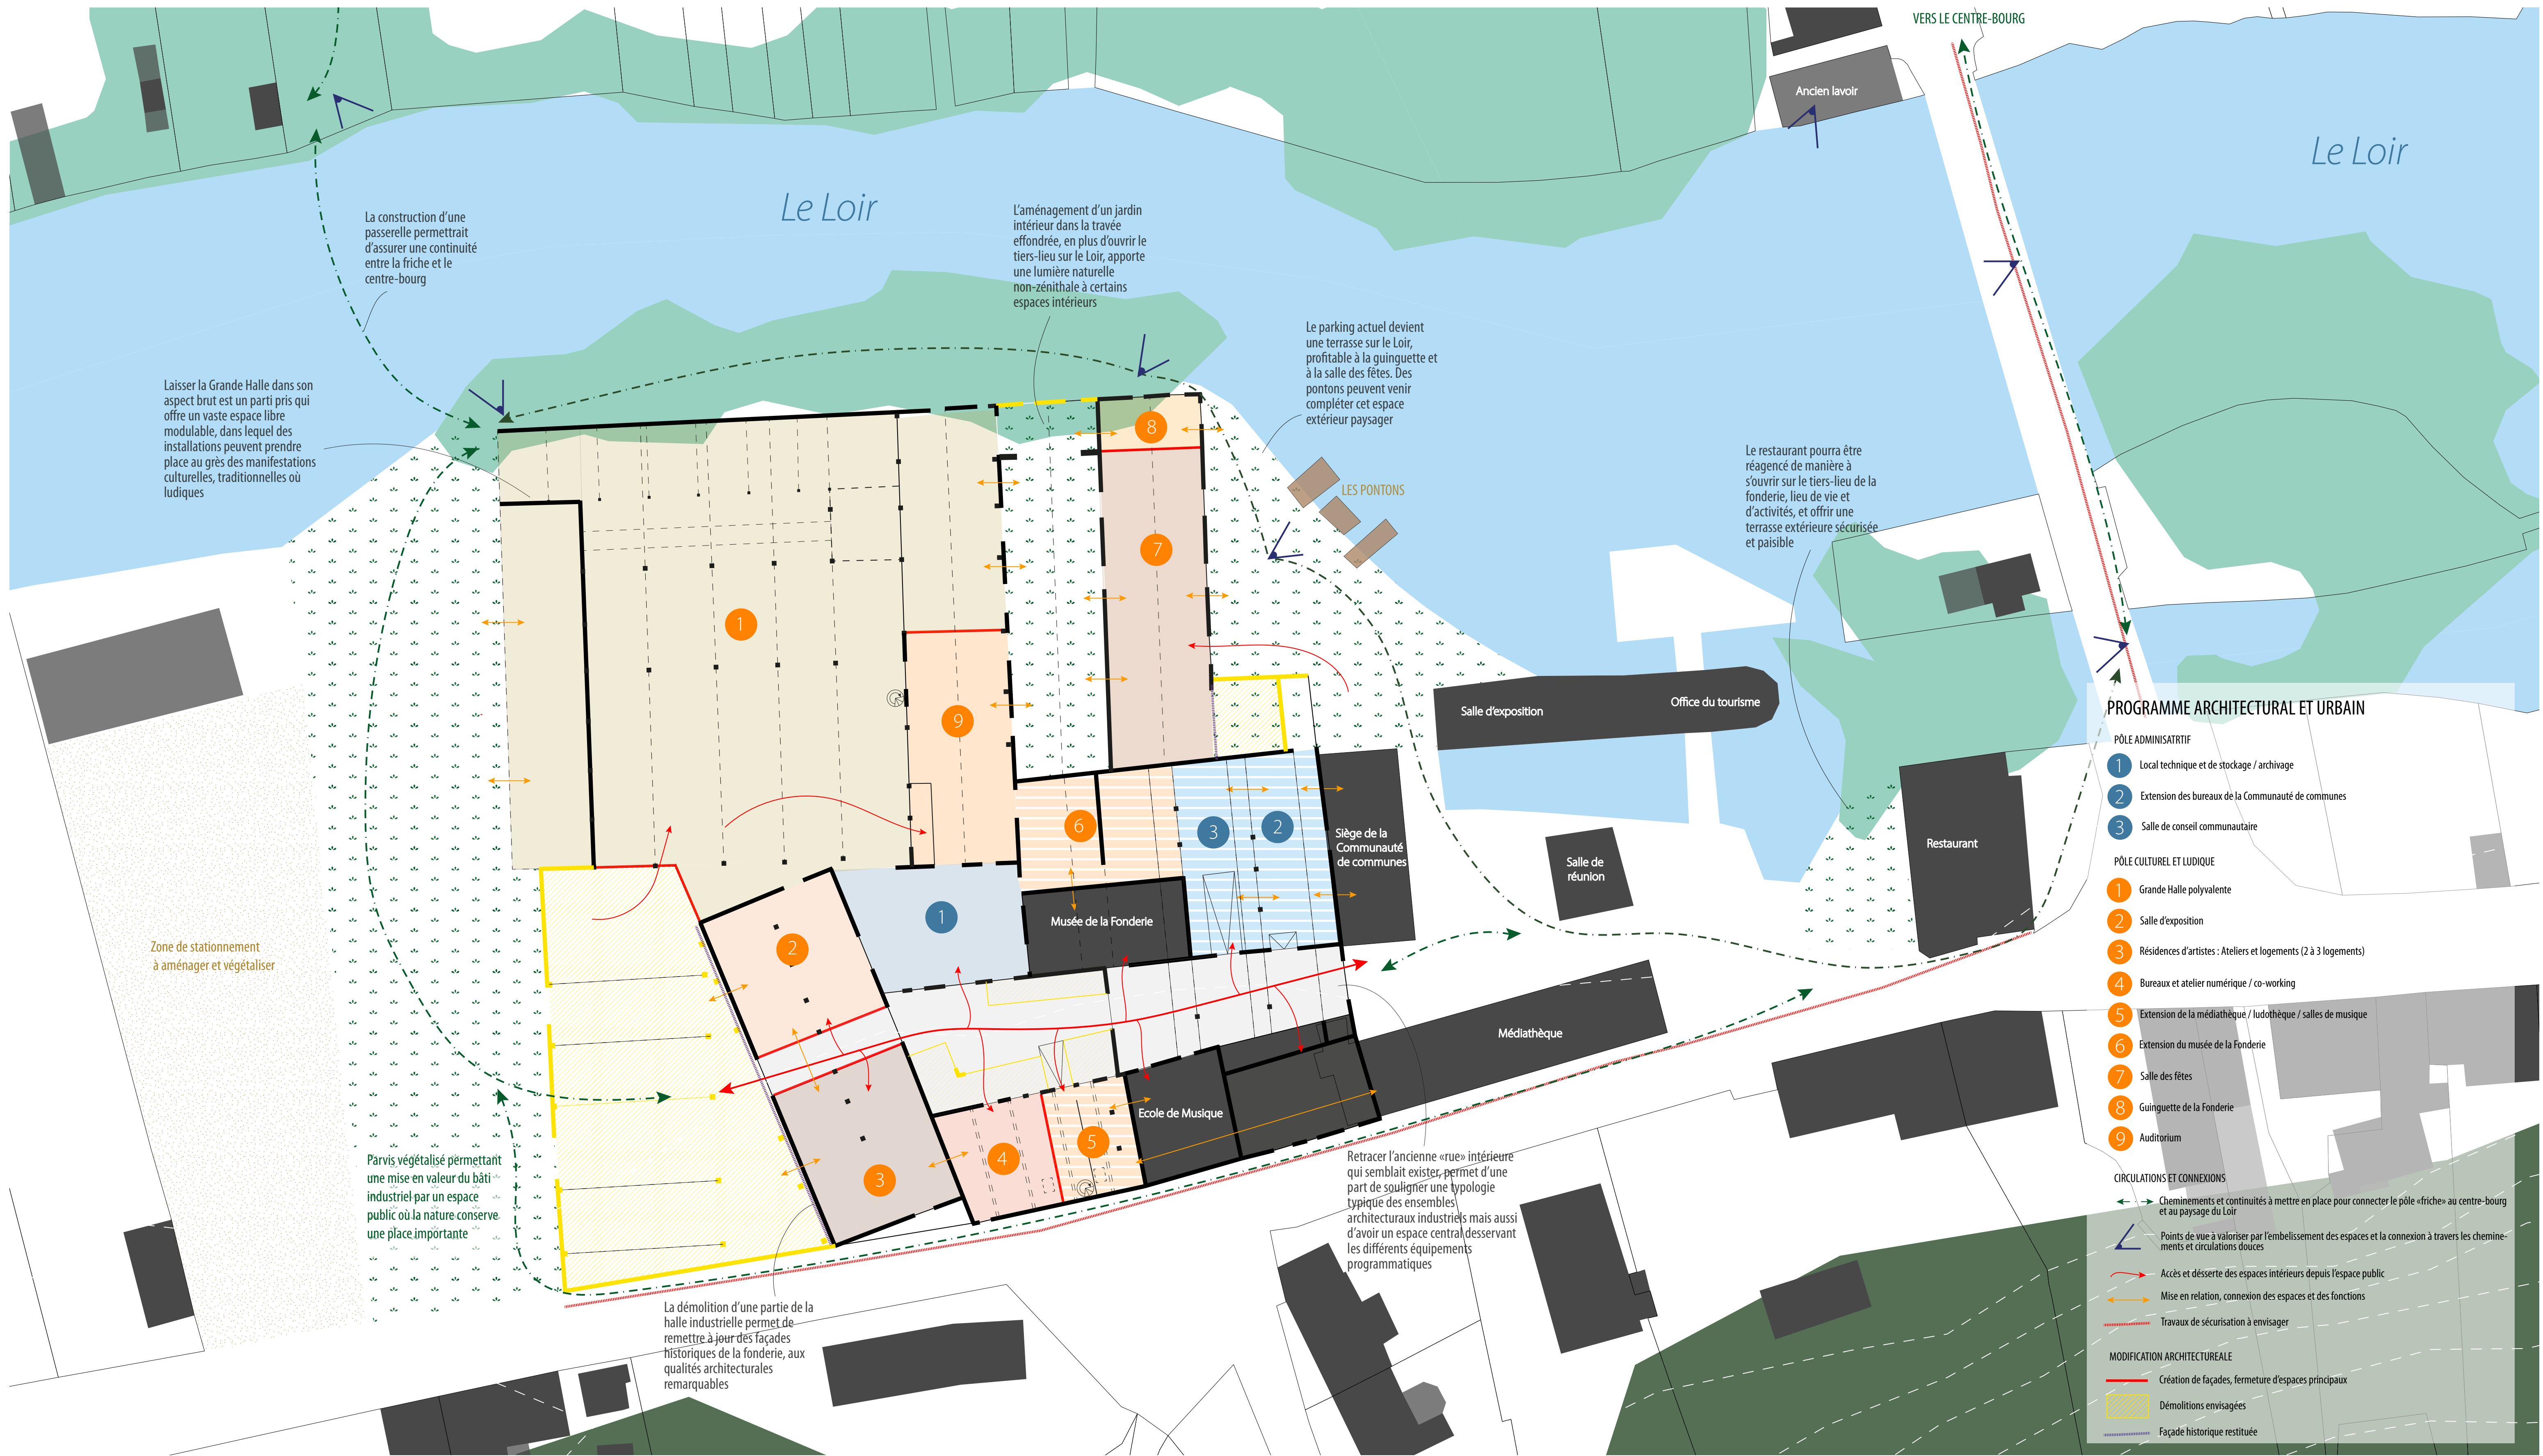 VERS LE CENTRE-BOURG
Ancien lavoir
Le Loir
Le Loir
La construction d'une
passerelle permettrait
d'assurer une continuité
entre la friche et le
centre-bourg
L'aménagement d'un jardin
intérieur dans la travée
effondrée, en plus d'ouvrir le
tiers-lieu sur le Loir, apporte
une lumière naturelle
non-zénithale à certains
espaces intérieurs
Le parking actuel devient
une terrasse sur le Loir,
profitable à la guinguette et
à la salle des fêtes. Des
pontons peuvent venir
compléter cet espace
extérieur paysager
Laisser la Grande Halle dans son
aspect brut est un parti pris qui
offre un vaste espace libre
modulable, dans lequel des
installations peuvent prendre
place au grès des manifestations
culturelles, traditionnelles où
ludiques
Le restaurant pourra être
réagencé de manière à
s'ouvrir sur le tiers-lieu de la
fonderie, lieu de vie et
d'activités, et offrir une
terrasse extérieure sécurisée
et paisible
LES PONTONS
8
7
1
9
6
3
2
1
2
3
4
5
Salle d'exposition
Office du tourisme
Siège de la
Communauté
de communes
Salle de
réunion
Restaurant
Musée de la Fonderie
Médiathèque
Ecole de Musique
Zone de stationnement
à aménager et végétaliser
Parvis végétalisé permettant
une mise en valeur du bâti
industriel par un espace
public où la nature conserve
une place importante
Retracer l'ancienne «rue» intérieure
qui semblait exister, permet d'une
part de souligner une typologie
typique des ensembles
architecturaux industriels mais aussi
d'avoir un espace central desservant
les différents équipements
programmatiques
La démolition d'une partie de la
halle industrielle permet de
remettre à jour des façades
historiques de la fonderie, aux
qualités architecturales
remarquables
PROGRAMME ARCHITECTURAL ET URBAIN
PÔLE ADMINISATRTIF
1 Local technique et de stockage / archivage
2 Extension des bureaux de la Communauté de communes
3 Salle de conseil communautaire
PÔLE CULTUREL ET LUDIQUE
1 Grande Halle polyvalente
2 Salle d'exposition
3 Résidences d'artistes : Ateliers et logements (2 à 3 logements)
4 Bureaux et atelier numérique / co-working
5 Extension de la médiathèque / ludothèque / salles de musique
6 Extension du musée de la Fonderie
7 Salle des fêtes
8 Guinguette de la Fonderie
9 Auditorium
CIRCULATIONS ET CONNEXIONS
Cheminements et continuités à mettre en place pour connecter le pôle «friche» au centre-bourg
et au paysage du Loir
Points de vue à valoriser par l'embelissement des espaces et la connexion à travers les chemine-
ments et circulations douces
Accès et désserte des espaces intérieurs depuis l'espace public
Mise en relation, connexion des espaces et des fonctions
Travaux de sécurisation à envisager
MODIFICATION ARCHITECTUREALE
Création de façades, fermeture d'espaces principaux
Démolitions envisagées
Façade historique restituée